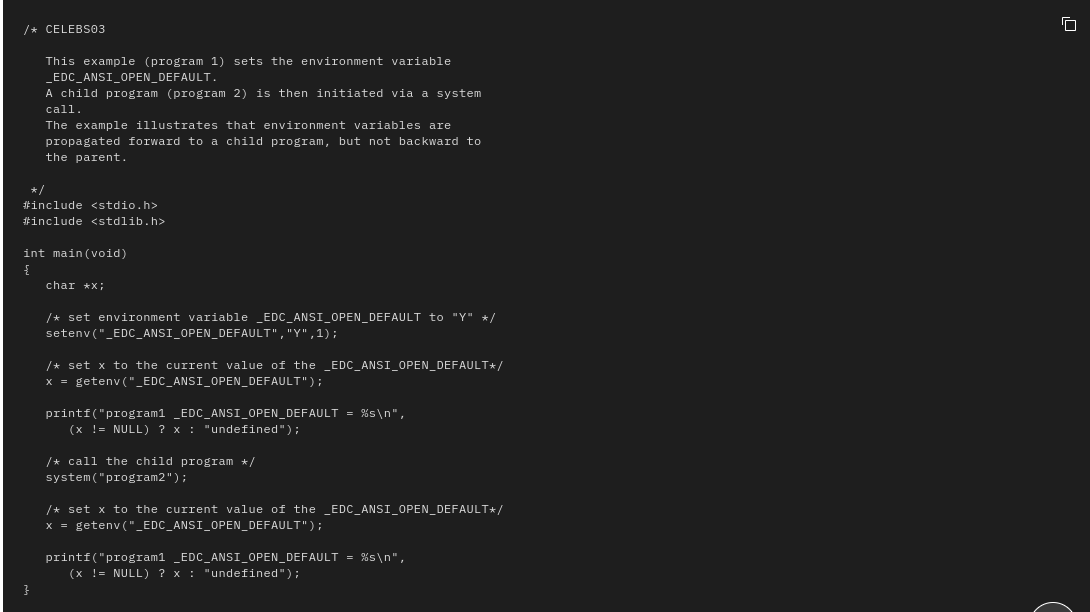 /* CELEBS03
This example (program 1) sets the environment variable
_EDC_ANSI_OPEN_DEFAULT.
A child program (program 2) is then initiated via a system
call.
The example illustrates that environment variables are
propagated forward to a child program, but not backward to
the parent.
*/
#include <stdio.h>
#include <stdlib.h>
int main(void)
{
char *x;
/* set environment variable _EDC_ANSI_OPEN_DEFAULT to "Y" */
setenv("_EDC_ANSI_OPEN_DEFAULT","Y",1);
/* set x to the current value of the _EDC_ANSI_OPEN_DEFAULT*/
x = getenv("_EDC_ANSI_OPEN_DEFAULT");
printf("program1 _EDC_ANSI_OPEN_DEFAULT = %s\n",
(x != NULL) ? x : "undefined");
/* call the child program */
system("program2");
/* set x to the current value of the _EDC_ANSI_OPEN_DEFAULT*/
x = getenv("_EDC_ANSI_OPEN_DEFAULT");
printf("program1 _EDC_ANSI_OPEN_DEFAULT = %s\n",
(x != NULL) ? x : "undefined");
}